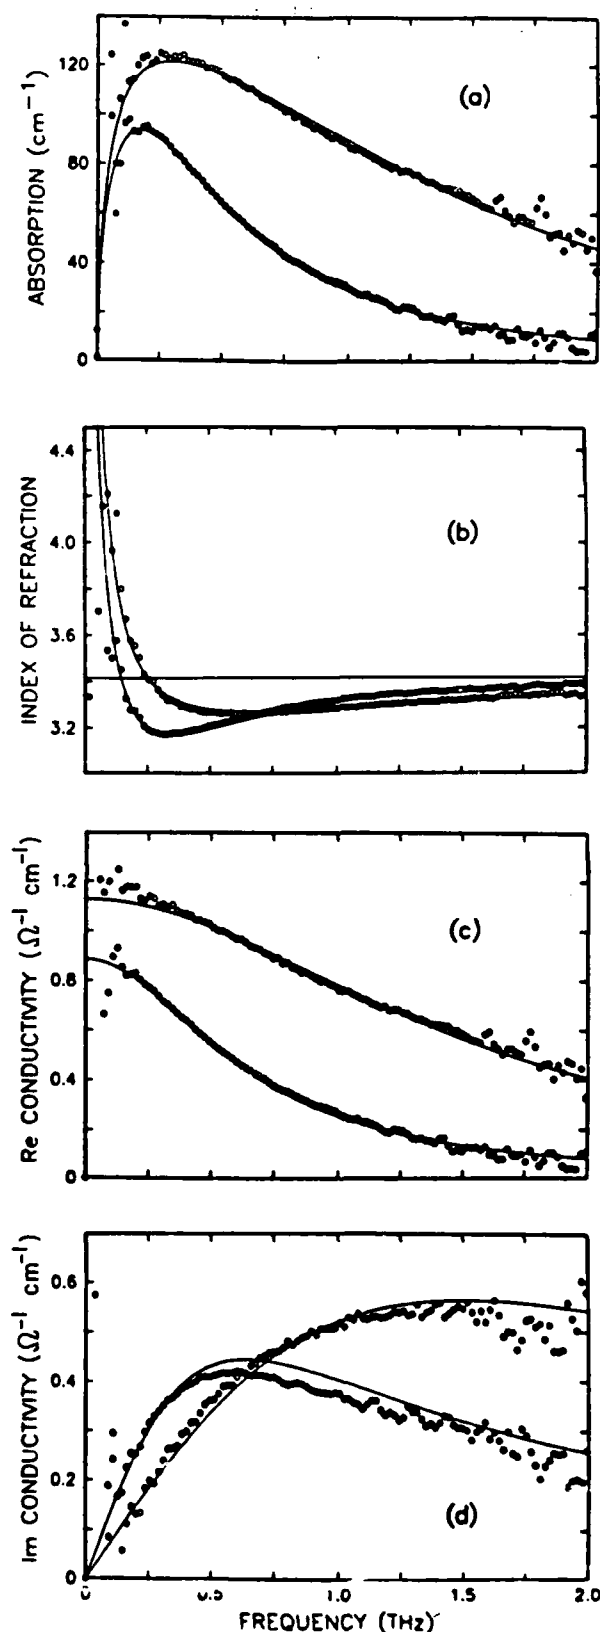 (a)
ABSORPTION (cm⁻¹)
120
80
40
0
(b)
INDEX OF REFRACTION
4.4
4.0
3.6
3.2
(c)
Re CONDUCTIVITY (Ω⁻¹ cm⁻¹)
1.2
0.8
0.4
0
(d)
Im CONDUCTIVITY (Ω⁻¹ cm⁻¹)
0.6
0.4
0.2
0
0 0.5 1.0 1.5 2.0
FREQUENCY (THz)